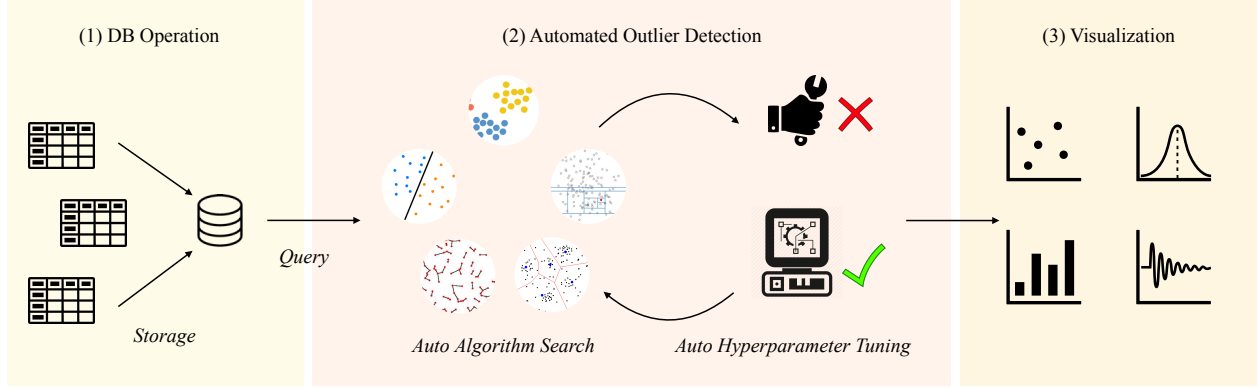 (1) DB Operation
(2) Automated Outlier Detection
(3) Visualization
Query
Storage
Auto Algorithm Search
Auto Hyperparameter Tuning